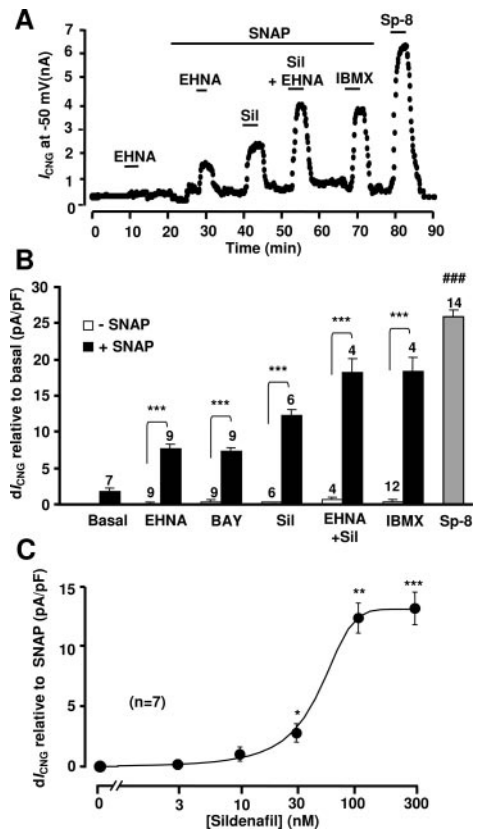 A
I_CNG at -50 mV(nA)
7
6
5
4
3
2
1
0
SNAP
Sp-8
EHNA
EHNA
Sil
Sil
+ EHNA
IBMX
0 10 20 30 40 50 60 70 80 90
Time (min)
B
dI_CNG relative to basal (pA/pF)
30
25
20
15
10
5
0
- SNAP
+ SNAP
7
***
9 9
***
9 9
***
6 6
***
4 4
***
12 4
###
14
Basal EHNA BAY Sil EHNA +Sil IBMX Sp-8
C
dI_CNG relative to SNAP (pA/pF)
15
10
5
0
(n=7)
*
**
***
0 3 10 30 100 300
[Sildenafil] (nM)